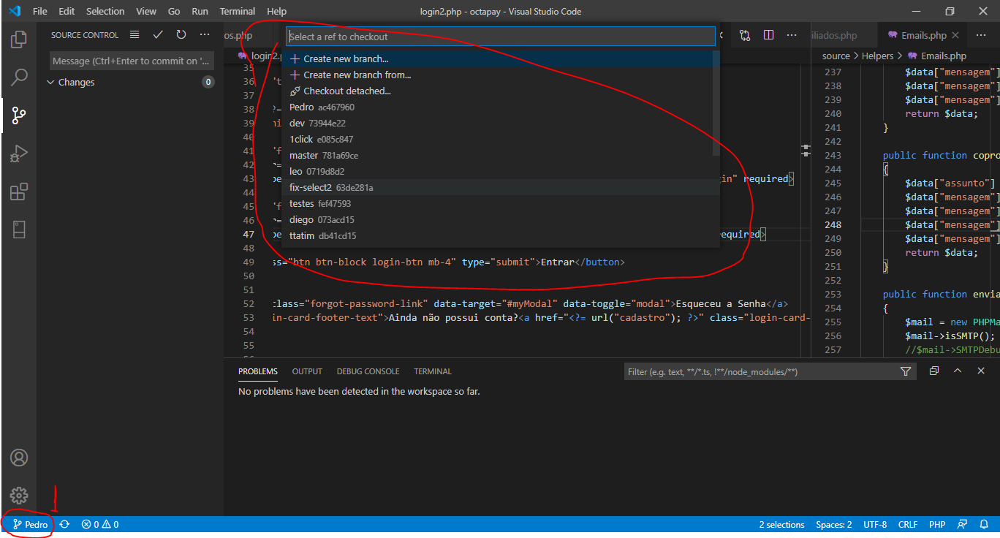 File Edit Selection View Go Run Terminal Help login2.php - octapay - Visual Studio Code
SOURCE CONTROL
Message (Ctrl+Enter to commit on '...
Changes 0
os.php
Select a ref to checkout
iliados.php Emails.php
login2.p
source > Helpers > Emails.php
Create new branch...
Create new branch from...
Checkout detached...
Pedro ac467960
dev 73944e22
1click e085c847
master 781a69ce
leo 0719d8d2
fix-select2 63de281a
testes fef47593
diego 073acd15
ttatim db41cd15
35
36 "t
37
38 ?=
39 ni
40
41 "f
42 =
43 pe in" required>
44
45 "f
46 =
47 pe required>
48
49 ss="btn btn-block login-btn mb-4" type="submit">Entrar</button>
50
51
52 class="forgot-password-link" data-target="#myModal" data-toggle="modal">Esqueceu a Senha</a>
53 in-card-footer-text">Ainda não possui conta?<a href="<?= url("cadastro"); ?>" class="login-card-
54
55
237 $data["mensagem"]
238 $data["mensagem"]
239 $data["mensagem"]
240 return $data;
241 }
242
243 public function copro
244 {
245 $data["assunto"]
246 $data["mensagem"]
247 $data["mensagem"]
248 $data["mensagem"]
249 $data["mensagem"]
250 return $data;
251 }
252
253 public function envia
254 {
255 $mail = new PHPMa
256 $mail->isSMTP();
257 //$mail->SMTPDebu
PROBLEMS OUTPUT DEBUG CONSOLE TERMINAL Filter (e.g. text, **/*.ts, !**/node_modules/**)
No problems have been detected in the workspace so far.
1
Pedro 0 0 2 selections Spaces: 2 UTF-8 CRLF PHP